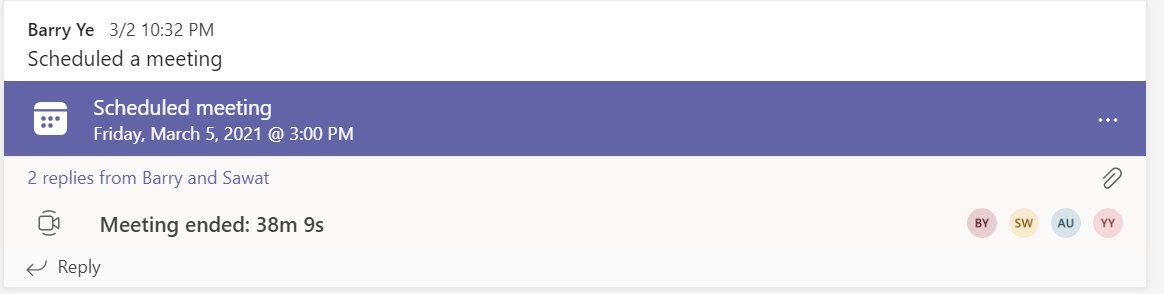 Barry Ye 3/2 10:32 PM
Scheduled a meeting
Scheduled meeting
Friday, March 5, 2021 @ 3:00 PM
2 replies from Barry and Sawat
Meeting ended: 38m 9s BY SW AU YY
Reply